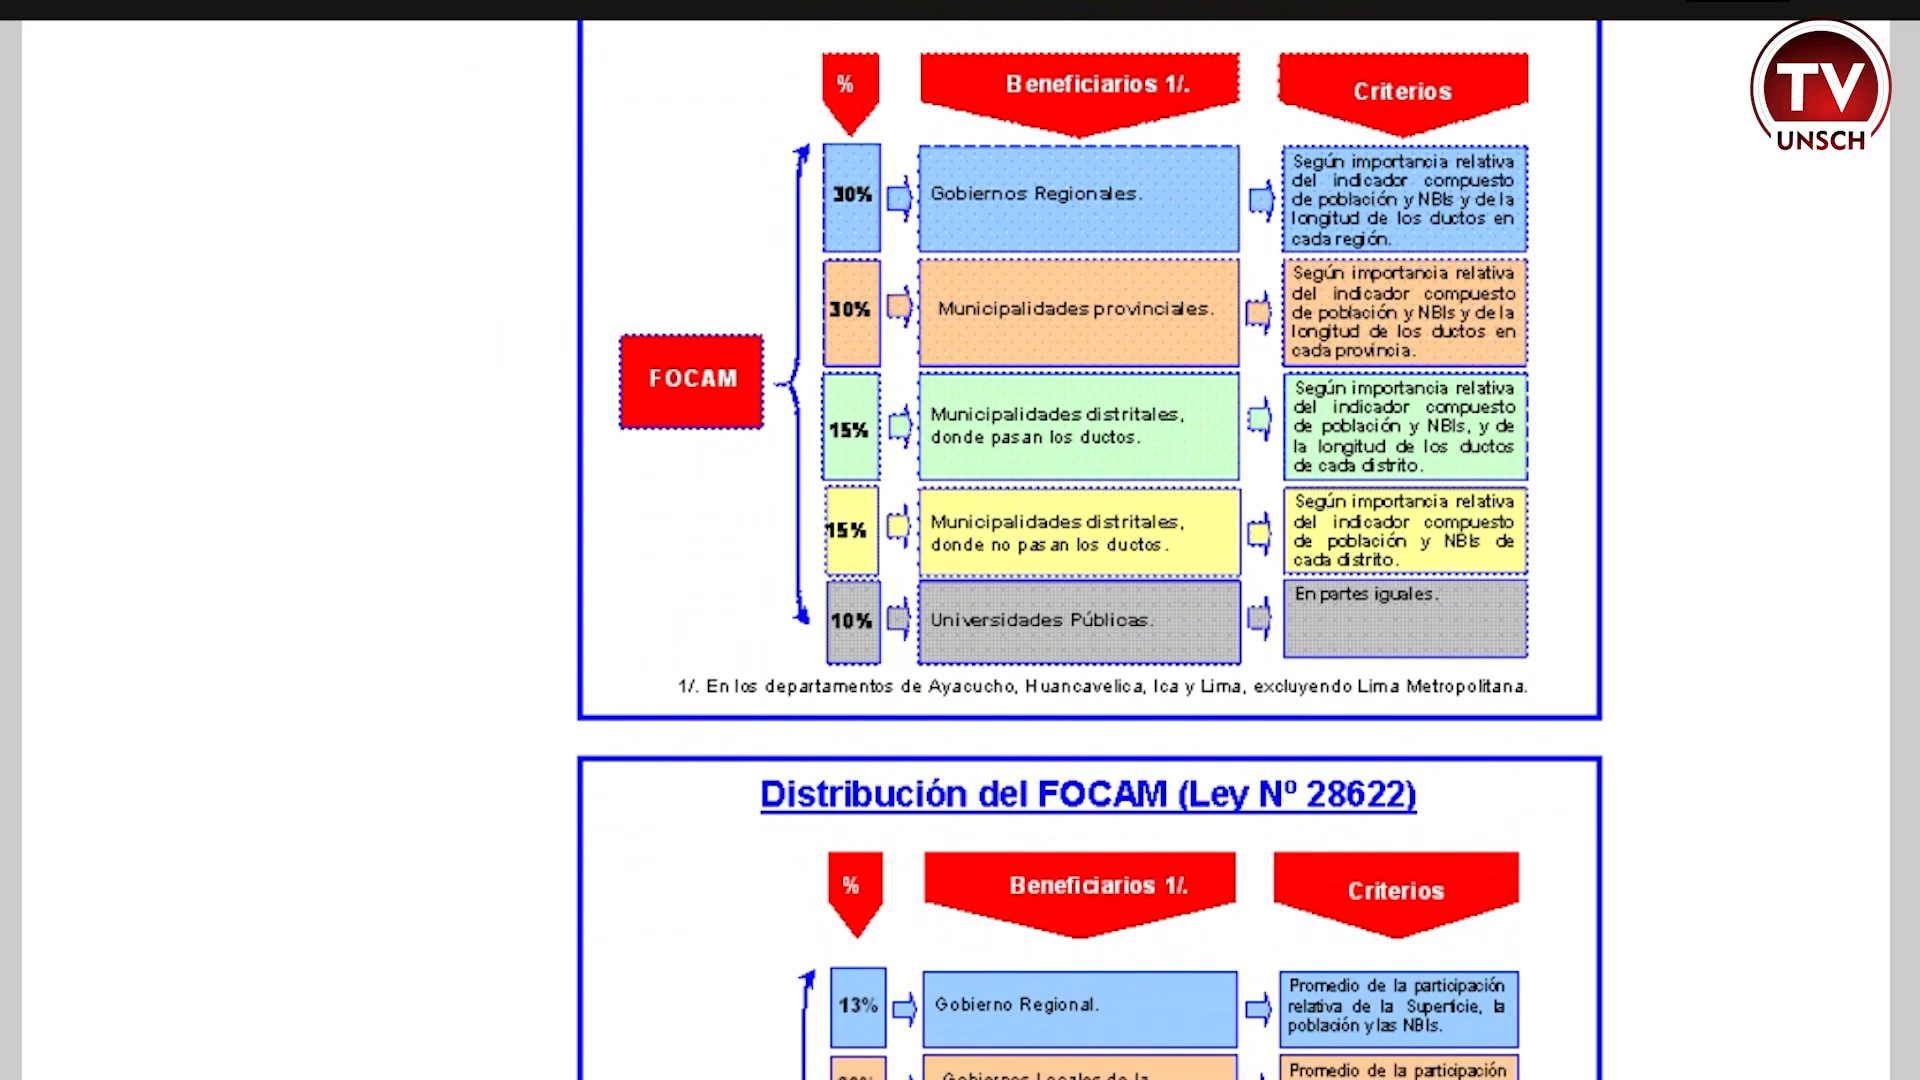 TV
UNSCH
%
Beneficiarios 1/.
Criterios
FOCAM
30%
Gobiernos Regionales.
Según importancia relativa
del indicador compuesto
de población y NBIs y de la
longitud de los ductos en
cada región.
30%
Municipalidades provinciales.
Según importancia relativa
del indicador compuesto
de población y NBIs y de la
longitud de los ductos en
cada provincia.
15%
Municipalidades distritales,
donde pasan los ductos.
Según importancia relativa
del indicador compuesto
de población y NBIs, y de
la longitud de los ductos
de cada distrito.
15%
Municipalidades distritales,
donde no pasan los ductos.
Según importancia relativa
del indicador compuesto
de población y NBIs de
cada distrito.
10%
Universidades Públicas.
En partes iguales.
1/. En los departamentos de Ayacucho, Huancavelica, Ica y Lima, excluyendo Lima Metropolitana.
Distribución del FOCAM (Ley Nº 28622)
%
Beneficiarios 1/.
Criterios
13%
Gobierno Regional.
Promedio de la participación
relativa de la Superficie, la
población y las NBIs.
Gobiernos Locales de la
Promedio de la participación